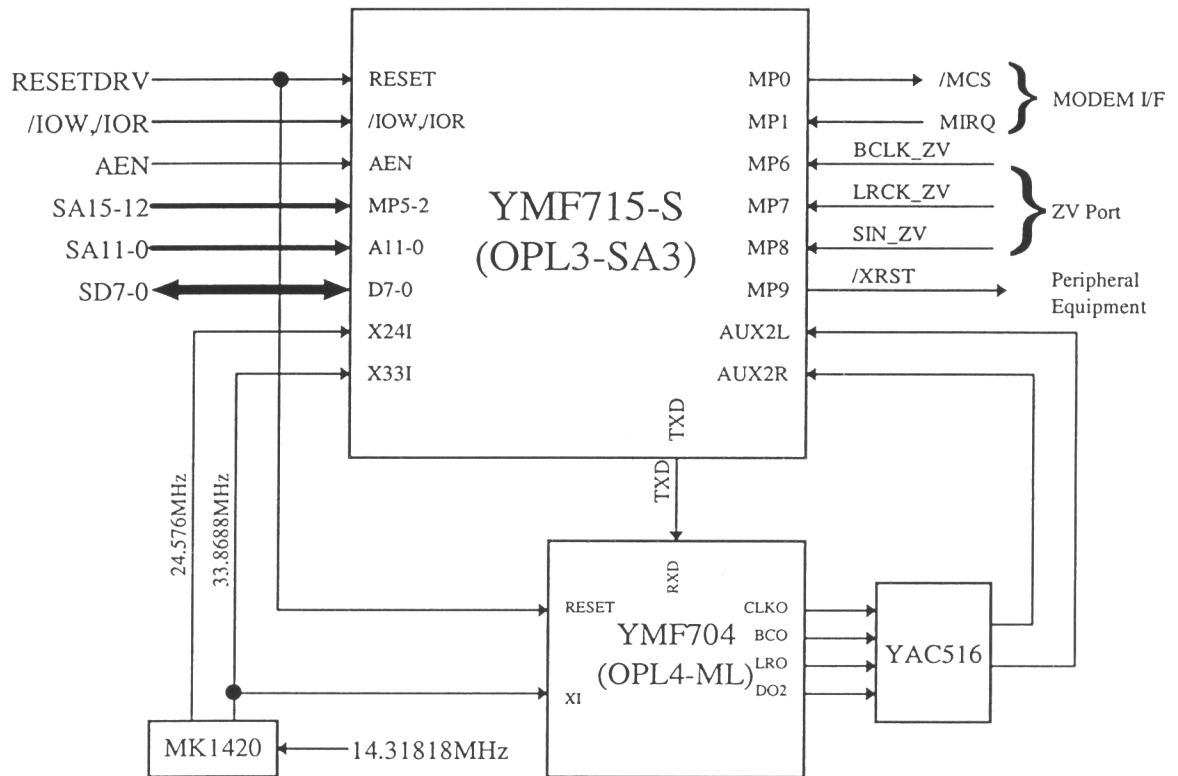 RESETDRV
/IOW,/IOR
AEN
SA15-12
SA11-0
SD7-0
RESET
/IOW,/IOR
AEN
MP5-2
A11-0
D7-0
X24I
X33I
YMF715-S
(OPL3-SA3)
MP0
MP1
MP6
MP7
MP8
MP9
AUX2L
AUX2R
TXD
/MCS
MIRQ
BCLK_ZV
LRCK_ZV
SIN_ZV
/XRST
MODEM I/F
ZV Port
Peripheral
Equipment
24.576MHz
33.8688MHz
TXD
RXD
RESET
XI
YMF704
(OPL4-ML)
CLKO
BCO
LRO
DO2
YAC516
MK1420
14.31818MHz